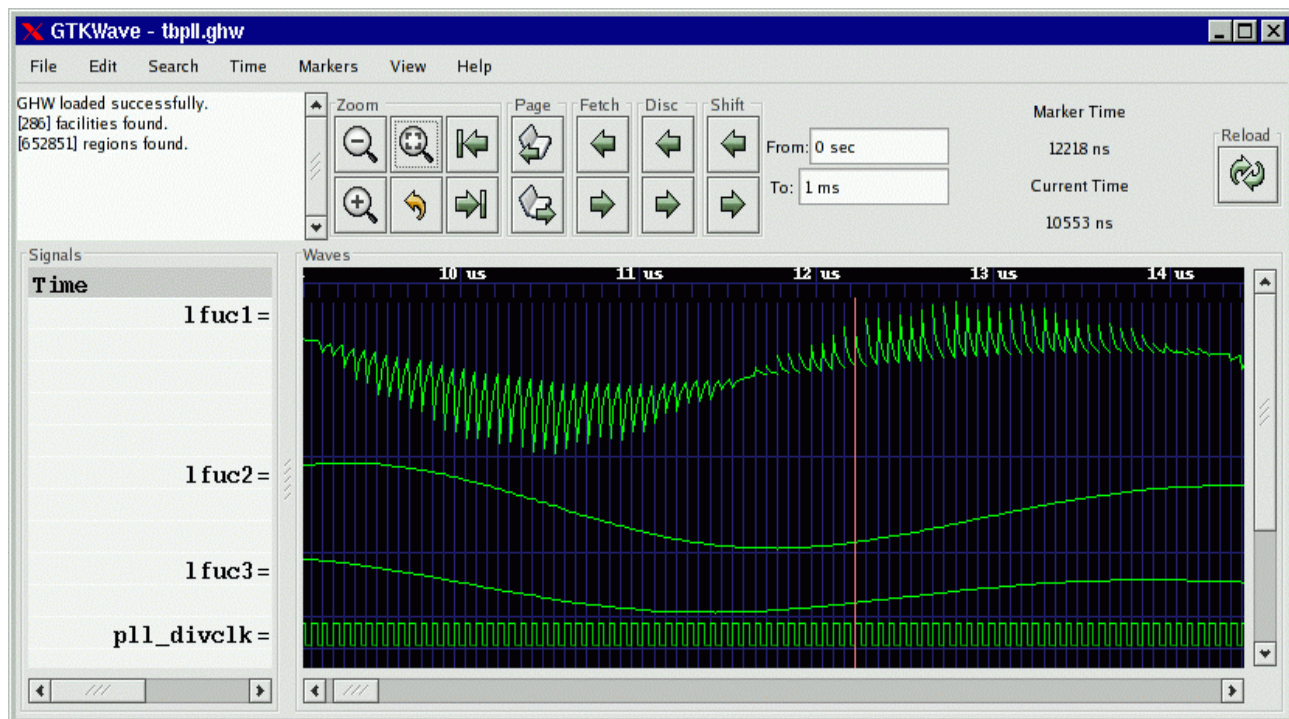 GTKWave - tbpll.ghw
File Edit Search Time Markers View Help
GHW loaded successfully.
[286] facilities found.
[652851] regions found.
Zoom Page Fetch Disc Shift
From: 0 sec
To: 1 ms
Marker Time
12218 ns
Current Time
10553 ns
Reload
Signals
Waves
Time
10 us 11 us 12 us 13 us 14 us
lfuc1=
lfuc2=
lfuc3=
pll_divclk=